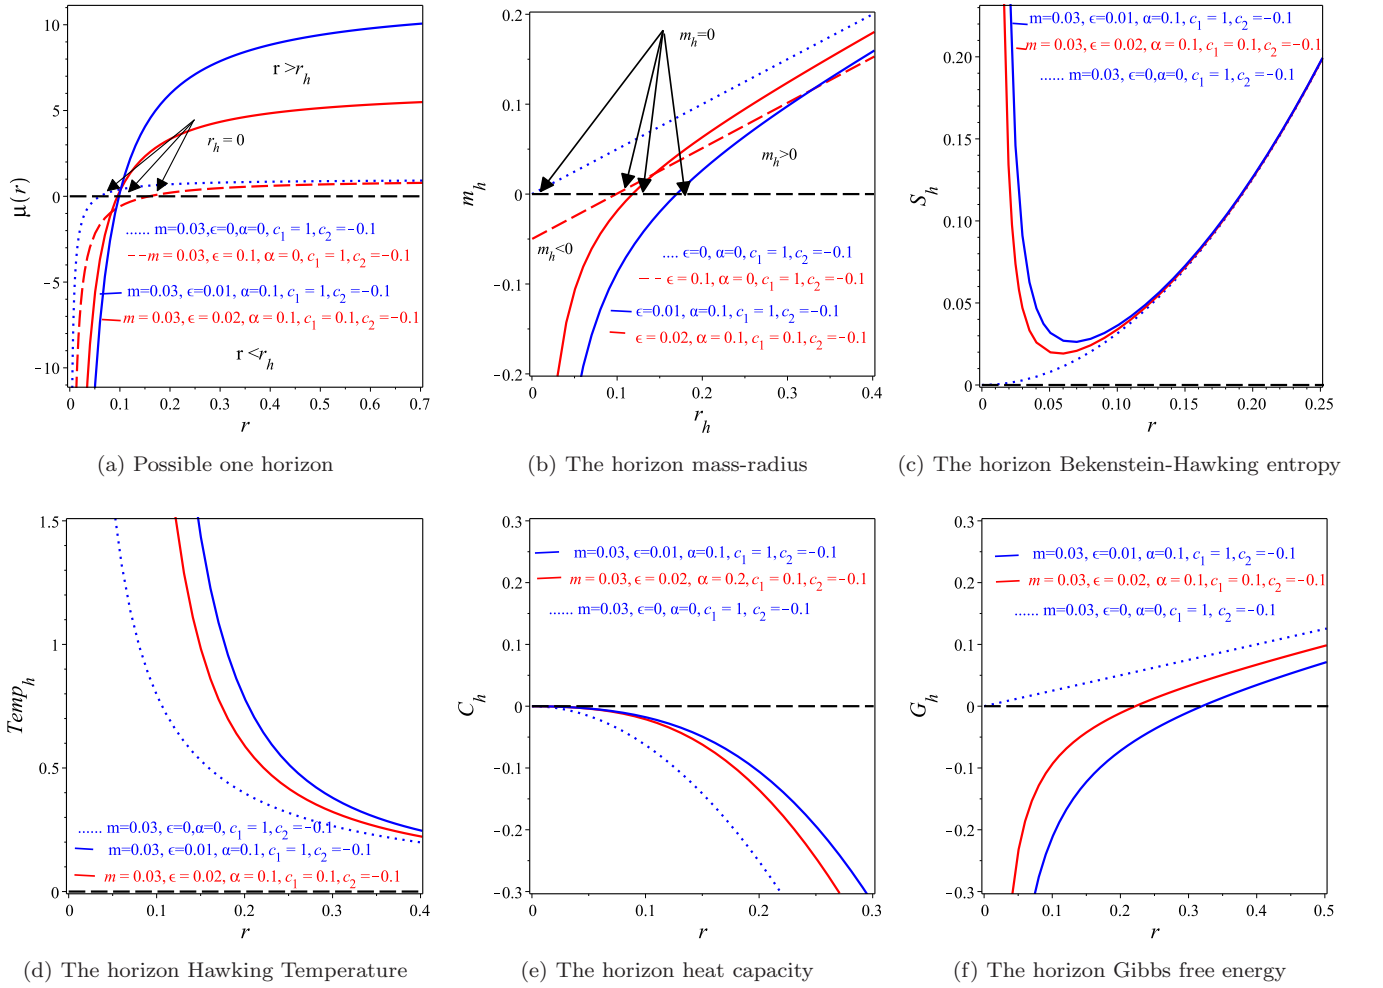 10
5
0
−5
−10
μ(r)
r > r_h
r_h = 0
...... m=0.03,ϵ=0,α=0, c_1 = 1, c_2 =−0.1
−−m = 0.03, ϵ = 0.1, α = 0, c_1 = 1, c_2 =−0.1
m=0.03, ϵ=0.01, α=0.1, c_1 = 1, c_2 =−0.1
m = 0.03, ϵ = 0.02, α = 0.1, c_1 = 0.1, c_2 =−0.1
r <r_h
0 0.1 0.2 0.3 0.4 0.5 0.6 0.7
r
(a) Possible one horizon
0.2
0.1
0
−0.1
−0.2
m_h
m_h=0
m_h>0
m_h<0
.... ϵ=0, α=0, c_1 = 1, c_2 =−0.1
− − ϵ = 0.1, α = 0, c_1 = 1, c_2 =−0.1
ϵ=0.01, α=0.1, c_1 = 1, c_2 =−0.1
ϵ = 0.02, α = 0.1, c_1 = 0.1, c_2 =−0.1
0 0.1 0.2 0.3 0.4
r_h
(b) The horizon mass-radius
0.20
0.15
0.10
0.05
0
S_h
m=0.03, ϵ=0.01, α=0.1, c_1 = 1, c_2 =−0.1
m = 0.03, ϵ = 0.02, α = 0.1, c_1 = 0.1, c_2 =−0.1
...... m=0.03, ϵ=0,α=0, c_1 = 1, c_2 =−0.1
0 0.05 0.10 0.15 0.20 0.25
r
(c) The horizon Bekenstein-Hawking entropy
1.5
1
0.5
0
Temp_h
...... m=0.03, ϵ=0,α=0, c_1 = 1, c_2 =−0.1
m=0.03, ϵ=0.01, α=0.1, c_1 = 1, c_2 =−0.1
m = 0.03, ϵ = 0.02, α = 0.1, c_1 = 0.1, c_2 =−0.1
0 0.1 0.2 0.3 0.4
r
(d) The horizon Hawking Temperature
0.3
0.2
0.1
0
−0.1
−0.2
−0.3
C_h
m=0.03, ϵ=0.01, α=0.1, c_1 = 1, c_2 =−0.1
m = 0.03, ϵ = 0.02, α = 0.2, c_1 = 0.1, c_2 =−0.1
...... m=0.03, ϵ=0, α=0, c_1 = 1, c_2 =−0.1
0 0.1 0.2 0.3
r
(e) The horizon heat capacity
0.3
0.2
0.1
0
−0.1
−0.2
−0.3
G_h
m=0.03, ϵ=0.01, α=0.1, c_1 = 1, c_2 =−0.1
m = 0.03, ϵ = 0.02, α = 0.1, c_1 = 0.1, c_2 =−0.1
...... m=0.03, ϵ=0, α=0, c_1 = 1, c_2 =−0.1
0 0.1 0.2 0.3 0.4 0.5
r
(f) The horizon Gibbs free energy